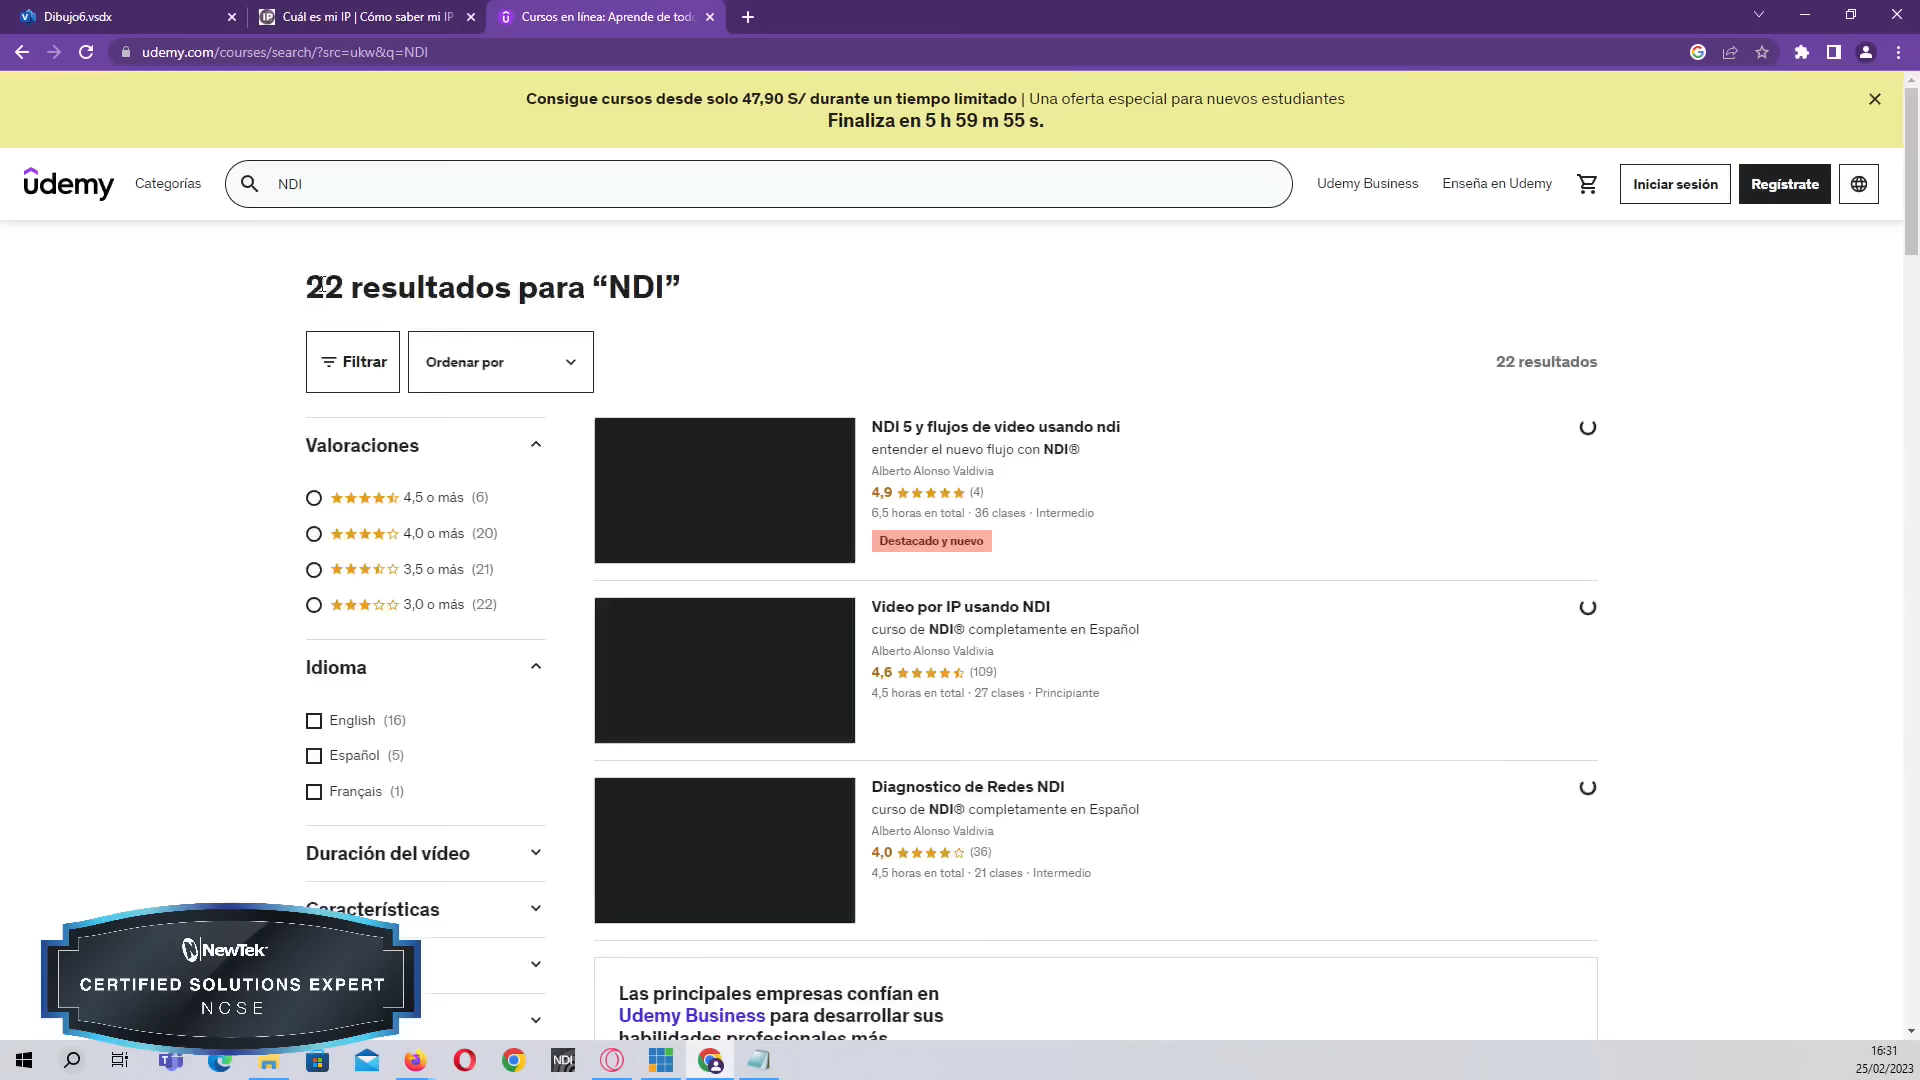 Dibujo6.vsdx
Cuál es mi IP | Cómo saber mi IP
Cursos en línea: Aprende de todo
udemy.com/courses/search/?src=ukw&q=NDI
Consigue cursos desde solo 47,90 S/ durante un tiempo limitado | Una oferta especial para nuevos estudiantes
Finaliza en 5 h 59 m 55 s.
udemy
Categorías
NDI
Udemy Business
Enseña en Udemy
Iniciar sesión
Regístrate
22 resultados para “NDI”
Filtrar
Ordenar por
22 resultados
Valoraciones
4,5 o más (6)
4,0 o más (20)
3,5 o más (21)
3,0 o más (22)
Idioma
English (16)
Español (5)
Français (1)
Duración del vídeo
Características
NDI 5 y flujos de video usando ndi
entender el nuevo flujo con NDI®
Alberto Alonso Valdivia
4,9 (4)
6,5 horas en total · 36 clases · Intermedio
Destacado y nuevo
Video por IP usando NDI
curso de NDI® completamente en Español
Alberto Alonso Valdivia
4,6 (109)
4,5 horas en total · 27 clases · Principiante
Diagnostico de Redes NDI
curso de NDI® completamente en Español
Alberto Alonso Valdivia
4,0 (36)
4,5 horas en total · 21 clases · Intermedio
Las principales empresas confían en
Udemy Business para desarrollar sus
habilidades profesionales más
NewTek
CERTIFIED SOLUTIONS EXPERT
NCSE
NDI
16:31
25/02/2023